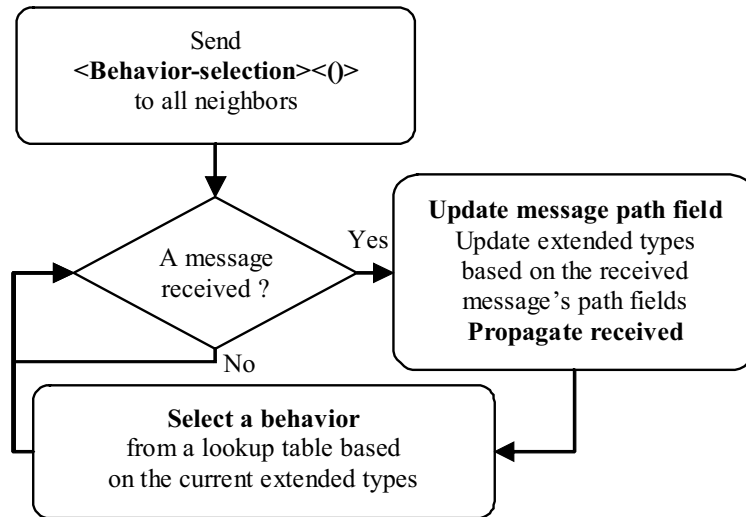 Send
<Behavior-selection><()>
to all neighbors
A message
received ?
Yes
No
Update message path field
Update extended types
based on the received
message’s path fields
Propagate received
Select a behavior
from a lookup table based
on the current extended types